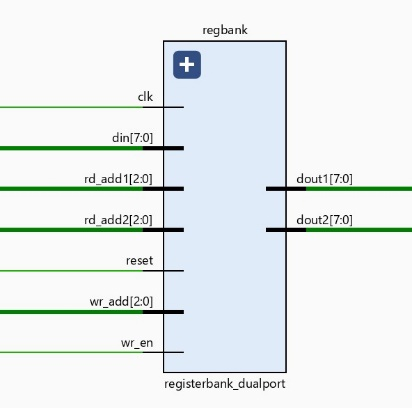 regbank
clk
din[7:0]
rd_add1[2:0]
dout1[7:0]
rd_add2[2:0]
dout2[7:0]
reset
wr_add[2:0]
wr_en
registerbank_dualport